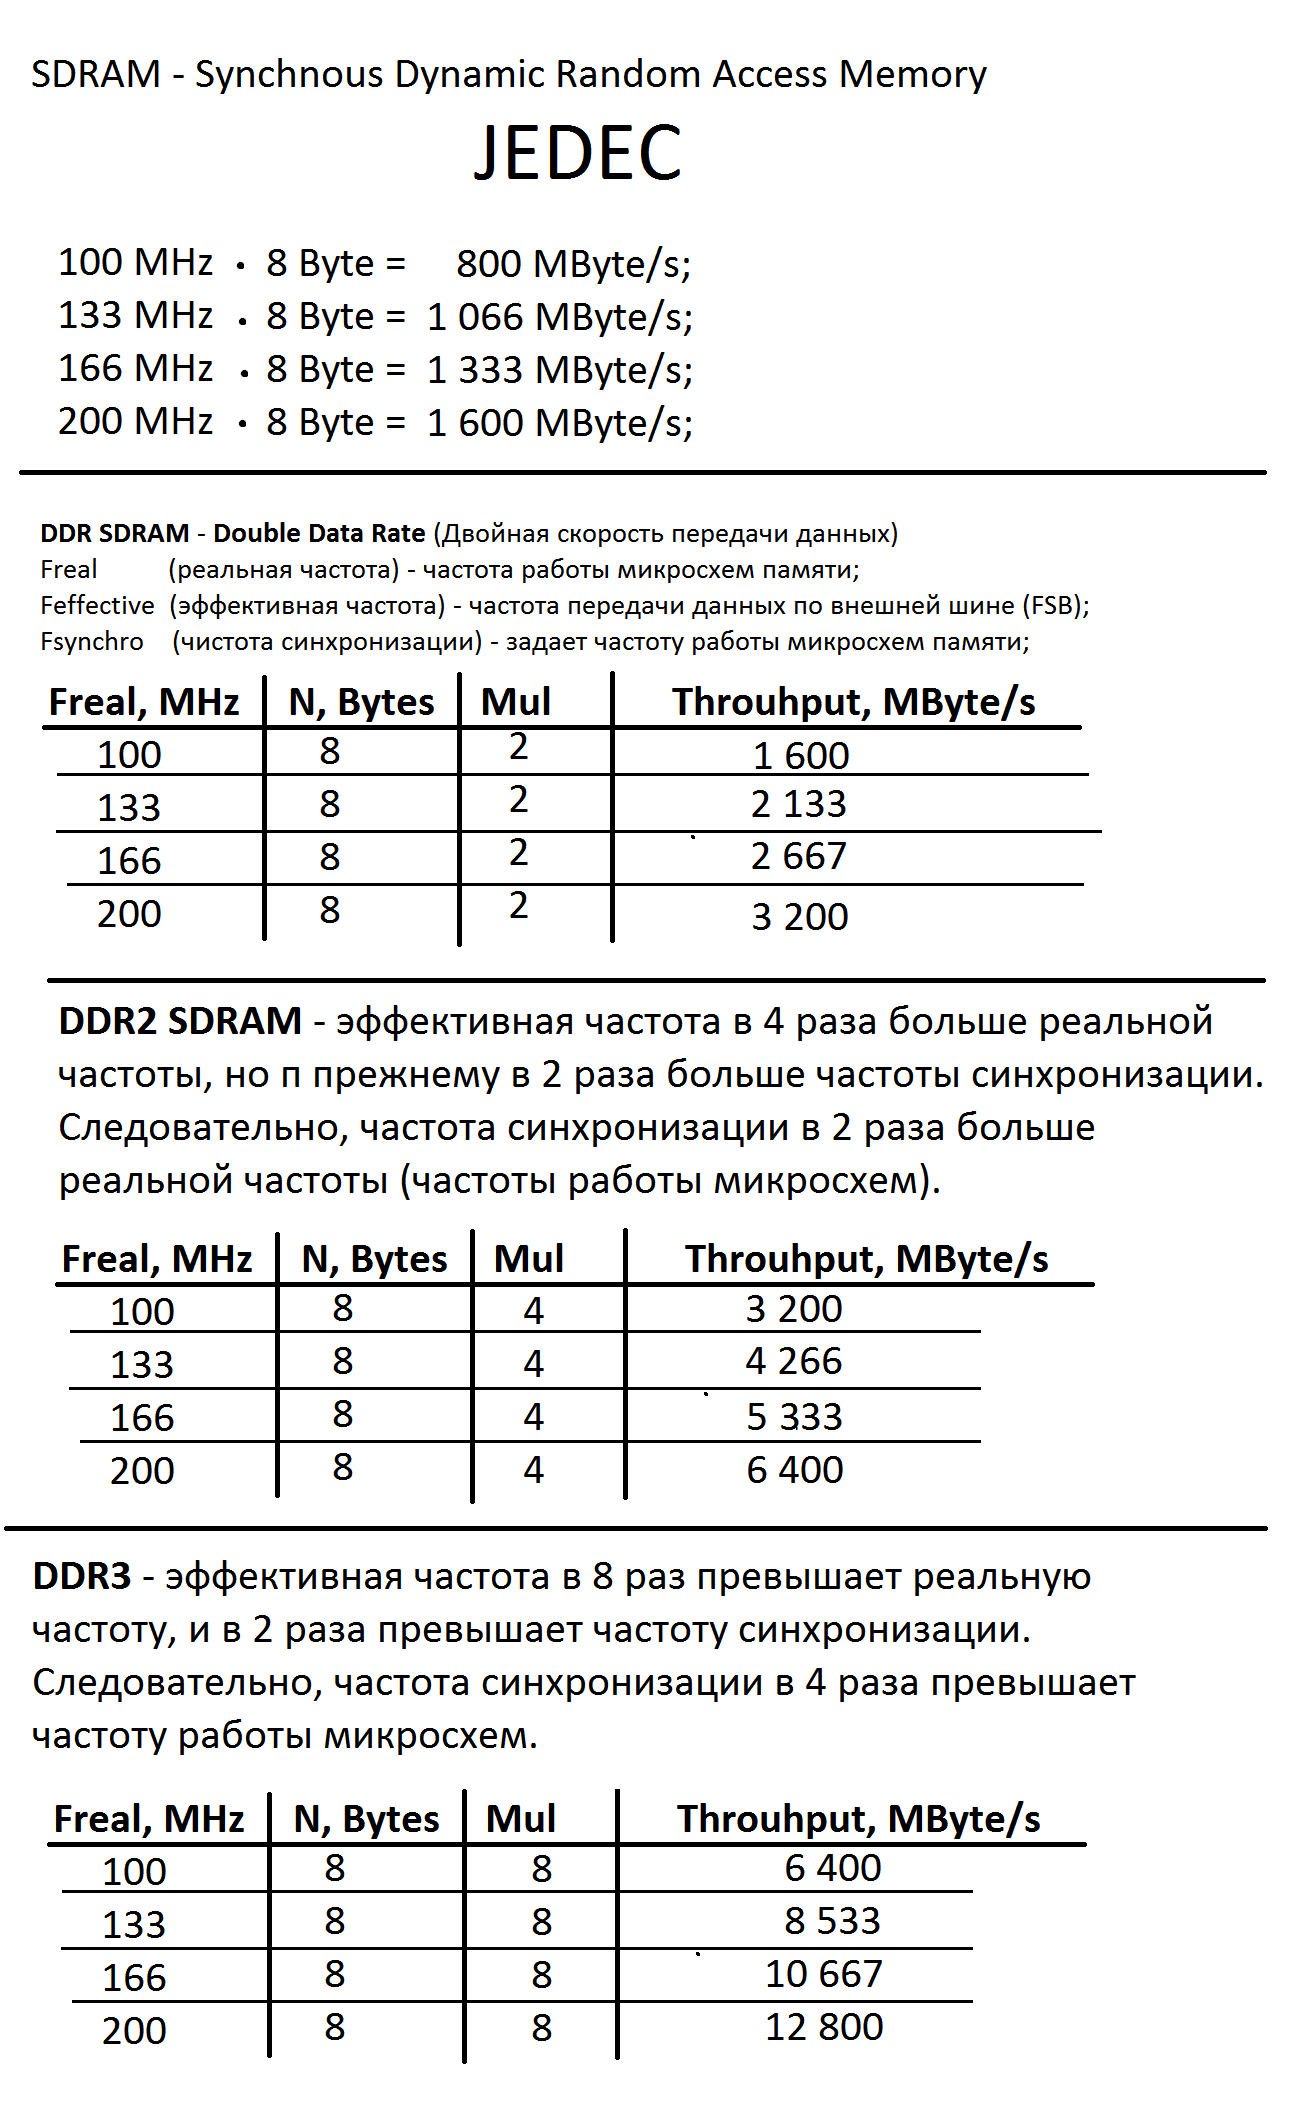 SDRAM - Synchnous Dynamic Random Access Memory
JEDEC
100 MHz · 8 Byte = 800 MByte/s;
133 MHz · 8 Byte = 1 066 MByte/s;
166 MHz · 8 Byte = 1 333 MByte/s;
200 MHz · 8 Byte = 1 600 MByte/s;
DDR SDRAM - Double Data Rate (Двойная скорость передачи данных)
Freal (реальная частота) - частота работы микросхем памяти;
Feffective (эффективная частота) - частота передачи данных по внешней шине (FSB);
Fsynchro (чистота синхронизации) - задает частоту работы микросхем памяти;
Freal, MHz N, Bytes Mul Throuhput, MByte/s
100 8 2 1 600
133 8 2 2 133
166 8 2 2 667
200 8 2 3 200
DDR2 SDRAM - эффективная частота в 4 раза больше реальной
частоты, но п прежнему в 2 раза больше частоты синхронизации.
Следовательно, частота синхронизации в 2 раза больше
реальной частоты (частоты работы микросхем).
Freal, MHz N, Bytes Mul Throuhput, MByte/s
100 8 4 3 200
133 8 4 4 266
166 8 4 5 333
200 8 4 6 400
DDR3 - эффективная частота в 8 раз превышает реальную
частоту, и в 2 раза превышает частоту синхронизации.
Следовательно, частота синхронизации в 4 раза превышает
частоту работы микросхем.
Freal, MHz N, Bytes Mul Throuhput, MByte/s
100 8 8 6 400
133 8 8 8 533
166 8 8 10 667
200 8 8 12 800